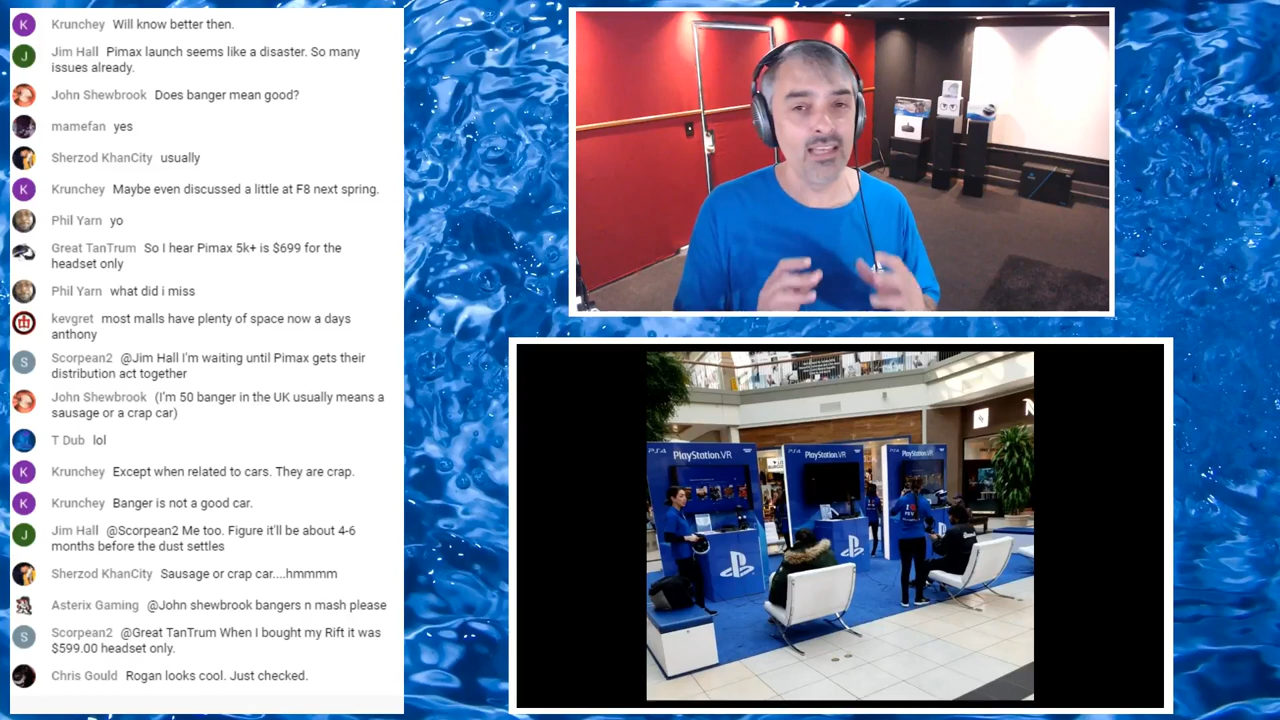 K Krunchey Will know better then.
J Jim Hall Pimax launch seems like a disaster. So many
issues already.
John Shewbrook Does banger mean good?
mamefan yes
Sherzod KhanCity usually
K Krunchey Maybe even discussed a little at F8 next spring.
Phil Yarn yo
Great TanTrum So I hear Pimax 5k+ is $699 for the
headset only
Phil Yarn what did i miss
kevgret most malls have plenty of space now a days
anthony
S Scorpean2 @Jim Hall I'm waiting until Pimax gets their
distribution act together
John Shewbrook (I'm 50 banger in the UK usually means a
sausage or a crap car)
T Dub lol
K Krunchey Except when related to cars. They are crap.
K Krunchey Banger is not a good car.
J Jim Hall @Scorpean2 Me too. Figure it'll be about 4-6
months before the dust settles
Sherzod KhanCity Sausage or crap car....hmmmm
Asterix Gaming @John shewbrook bangers n mash please
S Scorpean2 @Great TanTrum When I bought my Rift it was
$599.00 headset only.
Chris Gould Rogan looks cool. Just checked.
PS4 PlayStation VR
PS4 PlayStation VR
PS4 PlayStation VR